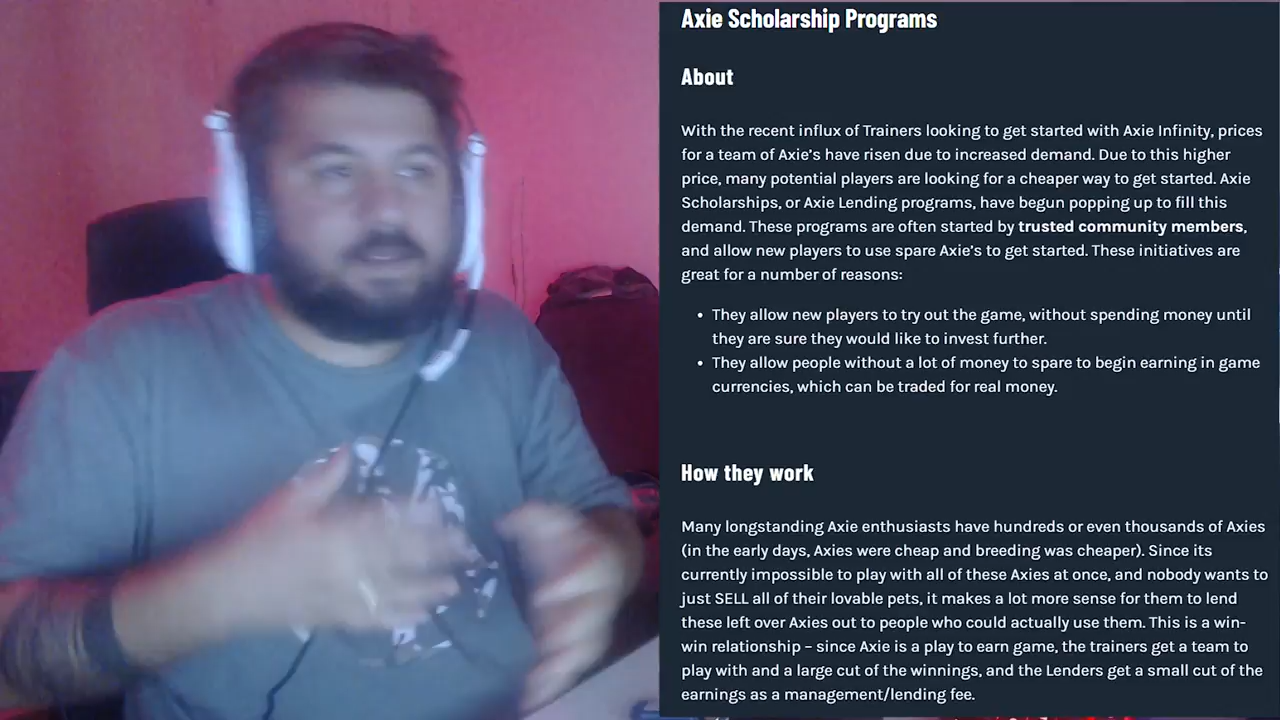 Axie Scholarship Programs
About
With the recent influx of Trainers looking to get started with Axie Infinity, prices
for a team of Axie's have risen due to increased demand. Due to this higher
price, many potential players are looking for a cheaper way to get started. Axie
Scholarships, or Axie Lending programs, have begun popping up to fill this
demand. These programs are often started by trusted community members,
and allow new players to use spare Axie's to get started. These initiatives are
great for a number of reasons:
• They allow new players to try out the game, without spending money until
they are sure they would like to invest further.
• They allow people without a lot of money to spare to begin earning in game
currencies, which can be traded for real money.
How they work
Many longstanding Axie enthusiasts have hundreds or even thousands of Axies
(in the early days, Axies were cheap and breeding was cheaper). Since its
currently impossible to play with all of these Axies at once, and nobody wants to
just SELL all of their lovable pets, it makes a lot more sense for them to lend
these left over Axies out to people who could actually use them. This is a win-
win relationship – since Axie is a play to earn game, the trainers get a team to
play with and a large cut of the winnings, and the Lenders get a small cut of the
earnings as a management/lending fee.